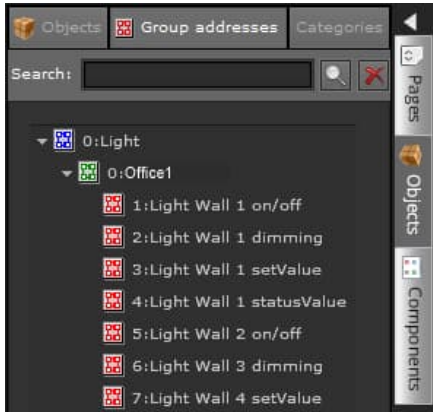 Objects
Group addresses
Categories
Search:
0:Light
0:Office1
1:Light Wall 1 on/off
2:Light Wall 1 dimming
3:Light Wall 1 setValue
4:Light Wall 1 statusValue
5:Light Wall 2 on/off
6:Light Wall 3 dimming
7:Light Wall 4 setValue
Pages
Objects
Components